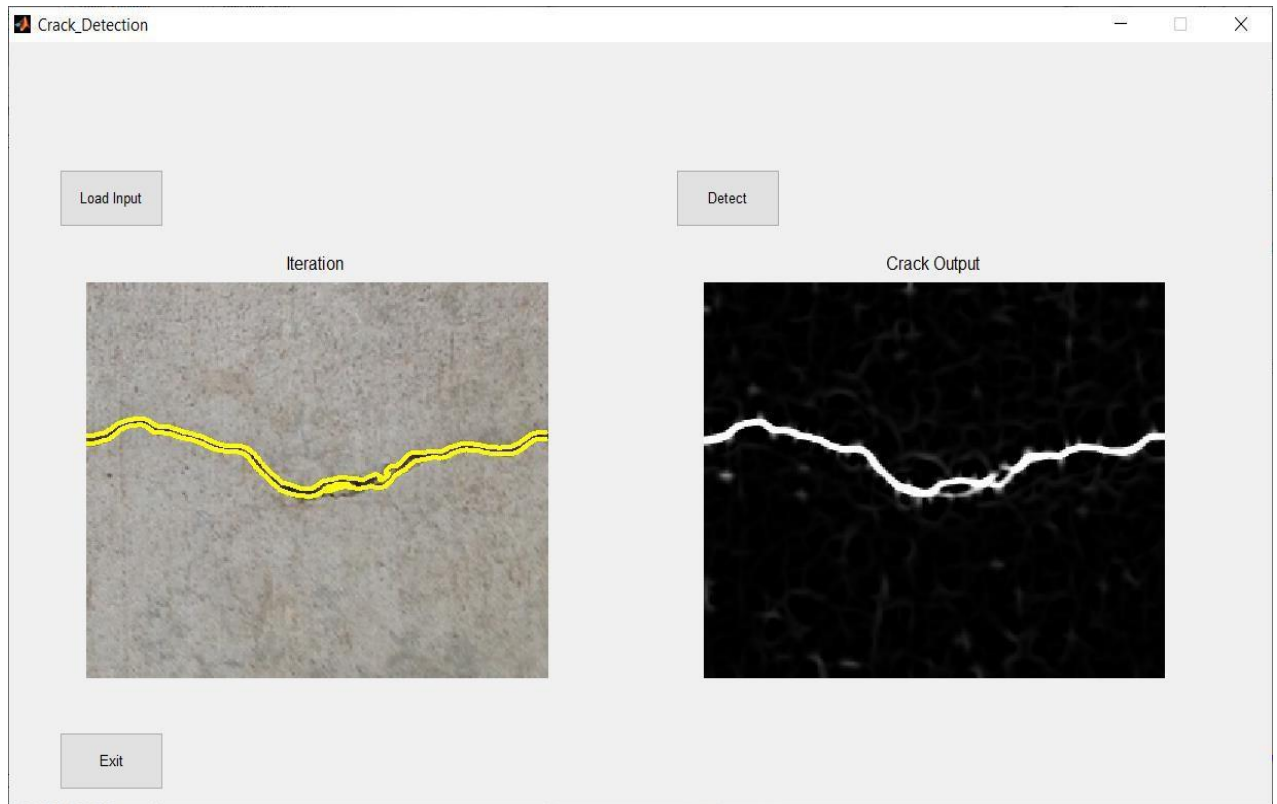 Crack_Detection
Load Input
Detect
Iteration
Crack Output
Exit